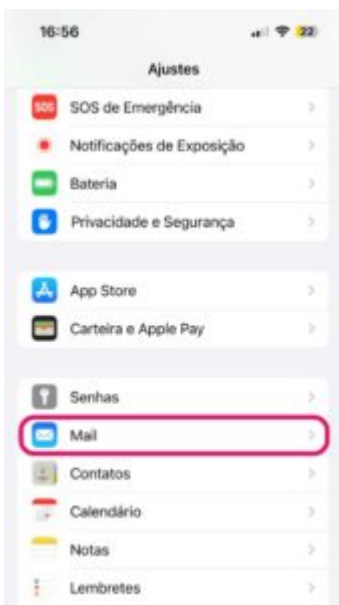 16:56
22
Ajustes
SOS
SOS de Emergência
Notificações de Exposição
Bateria
Privacidade e Segurança
App Store
Carteira e Apple Pay
Senhas
Mail
Contatos
Calendário
Notas
Lembretes